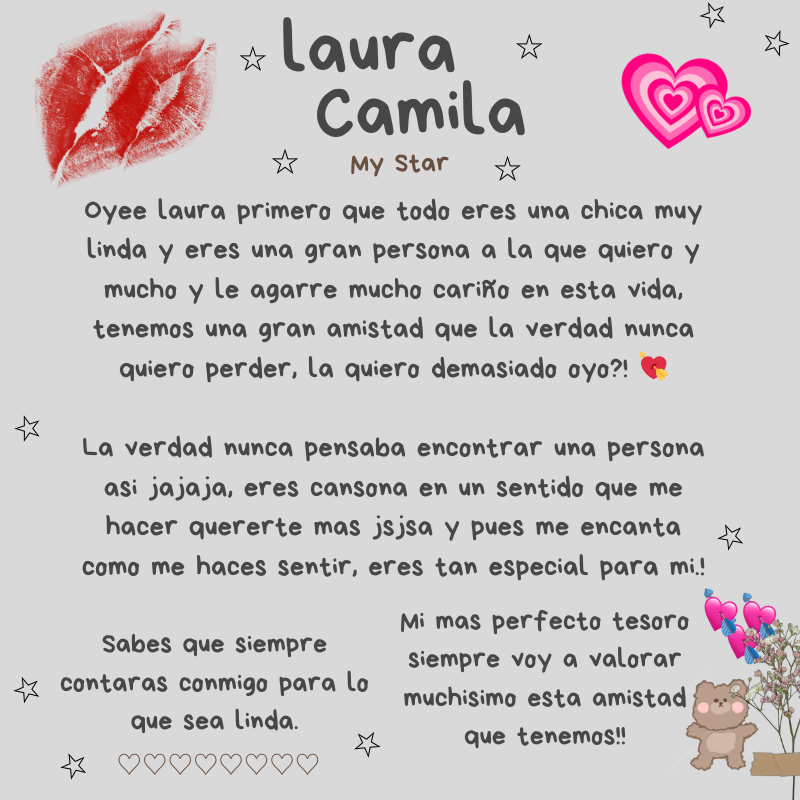 laura
Camila
My Star
Oyee laura primero que todo eres una chica muy
linda y eres una gran persona a la que quiero y
mucho y le agarre mucho cariño en esta vida,
tenemos una gran amistad que la verdad nunca
quiero perder, la quiero demasiado oyo?! 💘
La verdad nunca pensaba encontrar una persona
asi jajaja, eres cansona en un sentido que me
hacer quererte mas jsjsa y pues me encanta
como me haces sentir, eres tan especial para mi.!
Sabes que siempre
contaras conmigo para lo
que sea linda.
♡♡♡♡♡♡♡♡
Mi mas perfecto tesoro
siempre voy a valorar
muchisimo esta amistad
que tenemos!!